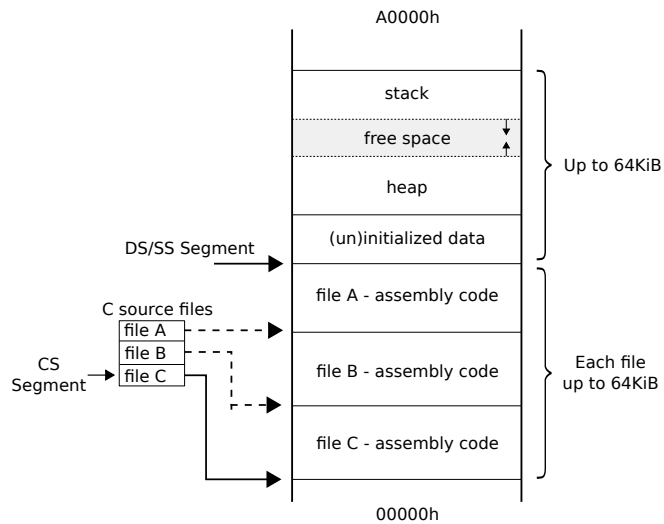 A0000h
stack
free space
Up to 64KiB
heap
(un)initialized data
DS/SS Segment
file A - assembly code
C source files
file A
file B
file C
CS
Segment
file B - assembly code
Each file
up to 64KiB
file C - assembly code
00000h